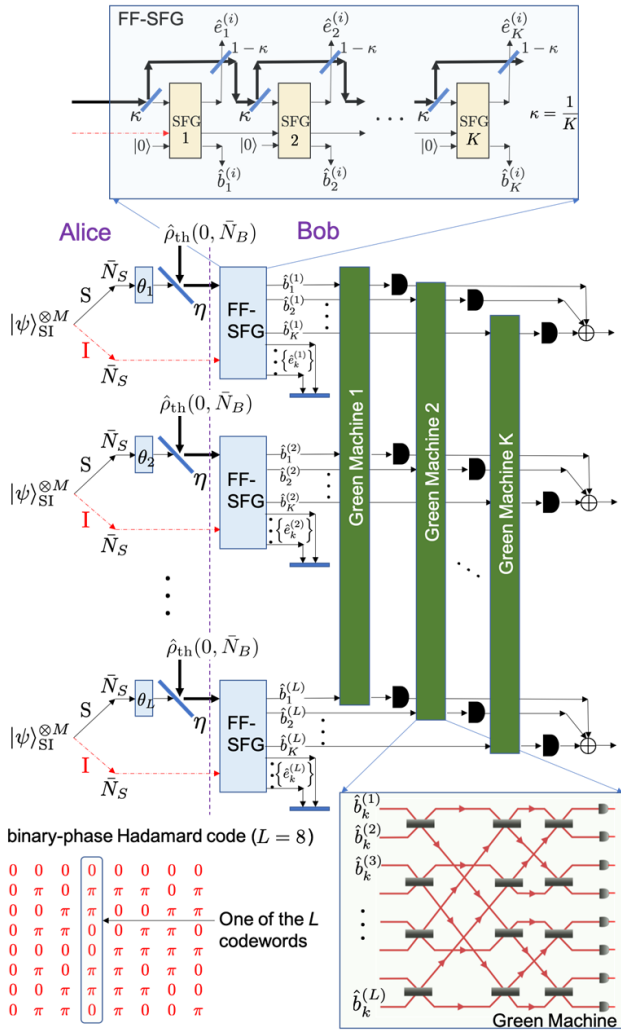 FF-SFG
ê₁⁽ⁱ⁾ ê₂⁽ⁱ⁾ ê_K⁽ⁱ⁾
1 − κ 1 − κ 1 − κ
κ κ κ
κ = 1/K
SFG 1 SFG 2 . . . SFG K
|0⟩ |0⟩ |0⟩
b̂₁⁽ⁱ⁾ b̂₂⁽ⁱ⁾ b̂_K⁽ⁱ⁾
Alice ρ̂_th(0, N̄_B) Bob
|ψ⟩_SI^⊗M S N̄_S θ₁ η
I N̄_S
FF-SFG
b̂₁⁽¹⁾
b̂₂⁽¹⁾
b̂_K⁽¹⁾
{ê_k⁽¹⁾}
Green Machine 1
Green Machine 2
Green Machine K
ρ̂_th(0, N̄_B)
|ψ⟩_SI^⊗M S N̄_S θ₂ η
I N̄_S
FF-SFG
b̂₁⁽²⁾
b̂₂⁽²⁾
b̂_K⁽²⁾
{ê_k⁽²⁾}
ρ̂_th(0, N̄_B)
|ψ⟩_SI^⊗M S N̄_S θ_L η
I N̄_S
FF-SFG
b̂₁⁽ᴸ⁾
b̂₂⁽ᴸ⁾
b̂_K⁽ᴸ⁾
{ê_k⁽ᴸ⁾}
binary-phase Hadamard code (L = 8)
0 0 0 0 0 0 0 0
0 π 0 π 0 π 0 π
0 0 π π 0 0 π π
0 π π 0 0 π π 0
0 0 0 0 π π π π
0 π 0 π π 0 π 0
0 0 π π π π 0 0
0 π π 0 π 0 0 π
One of the L
codewords
b̂_k⁽¹⁾
b̂_k⁽²⁾
b̂_k⁽³⁾
b̂_k⁽ᴸ⁾
Green Machine